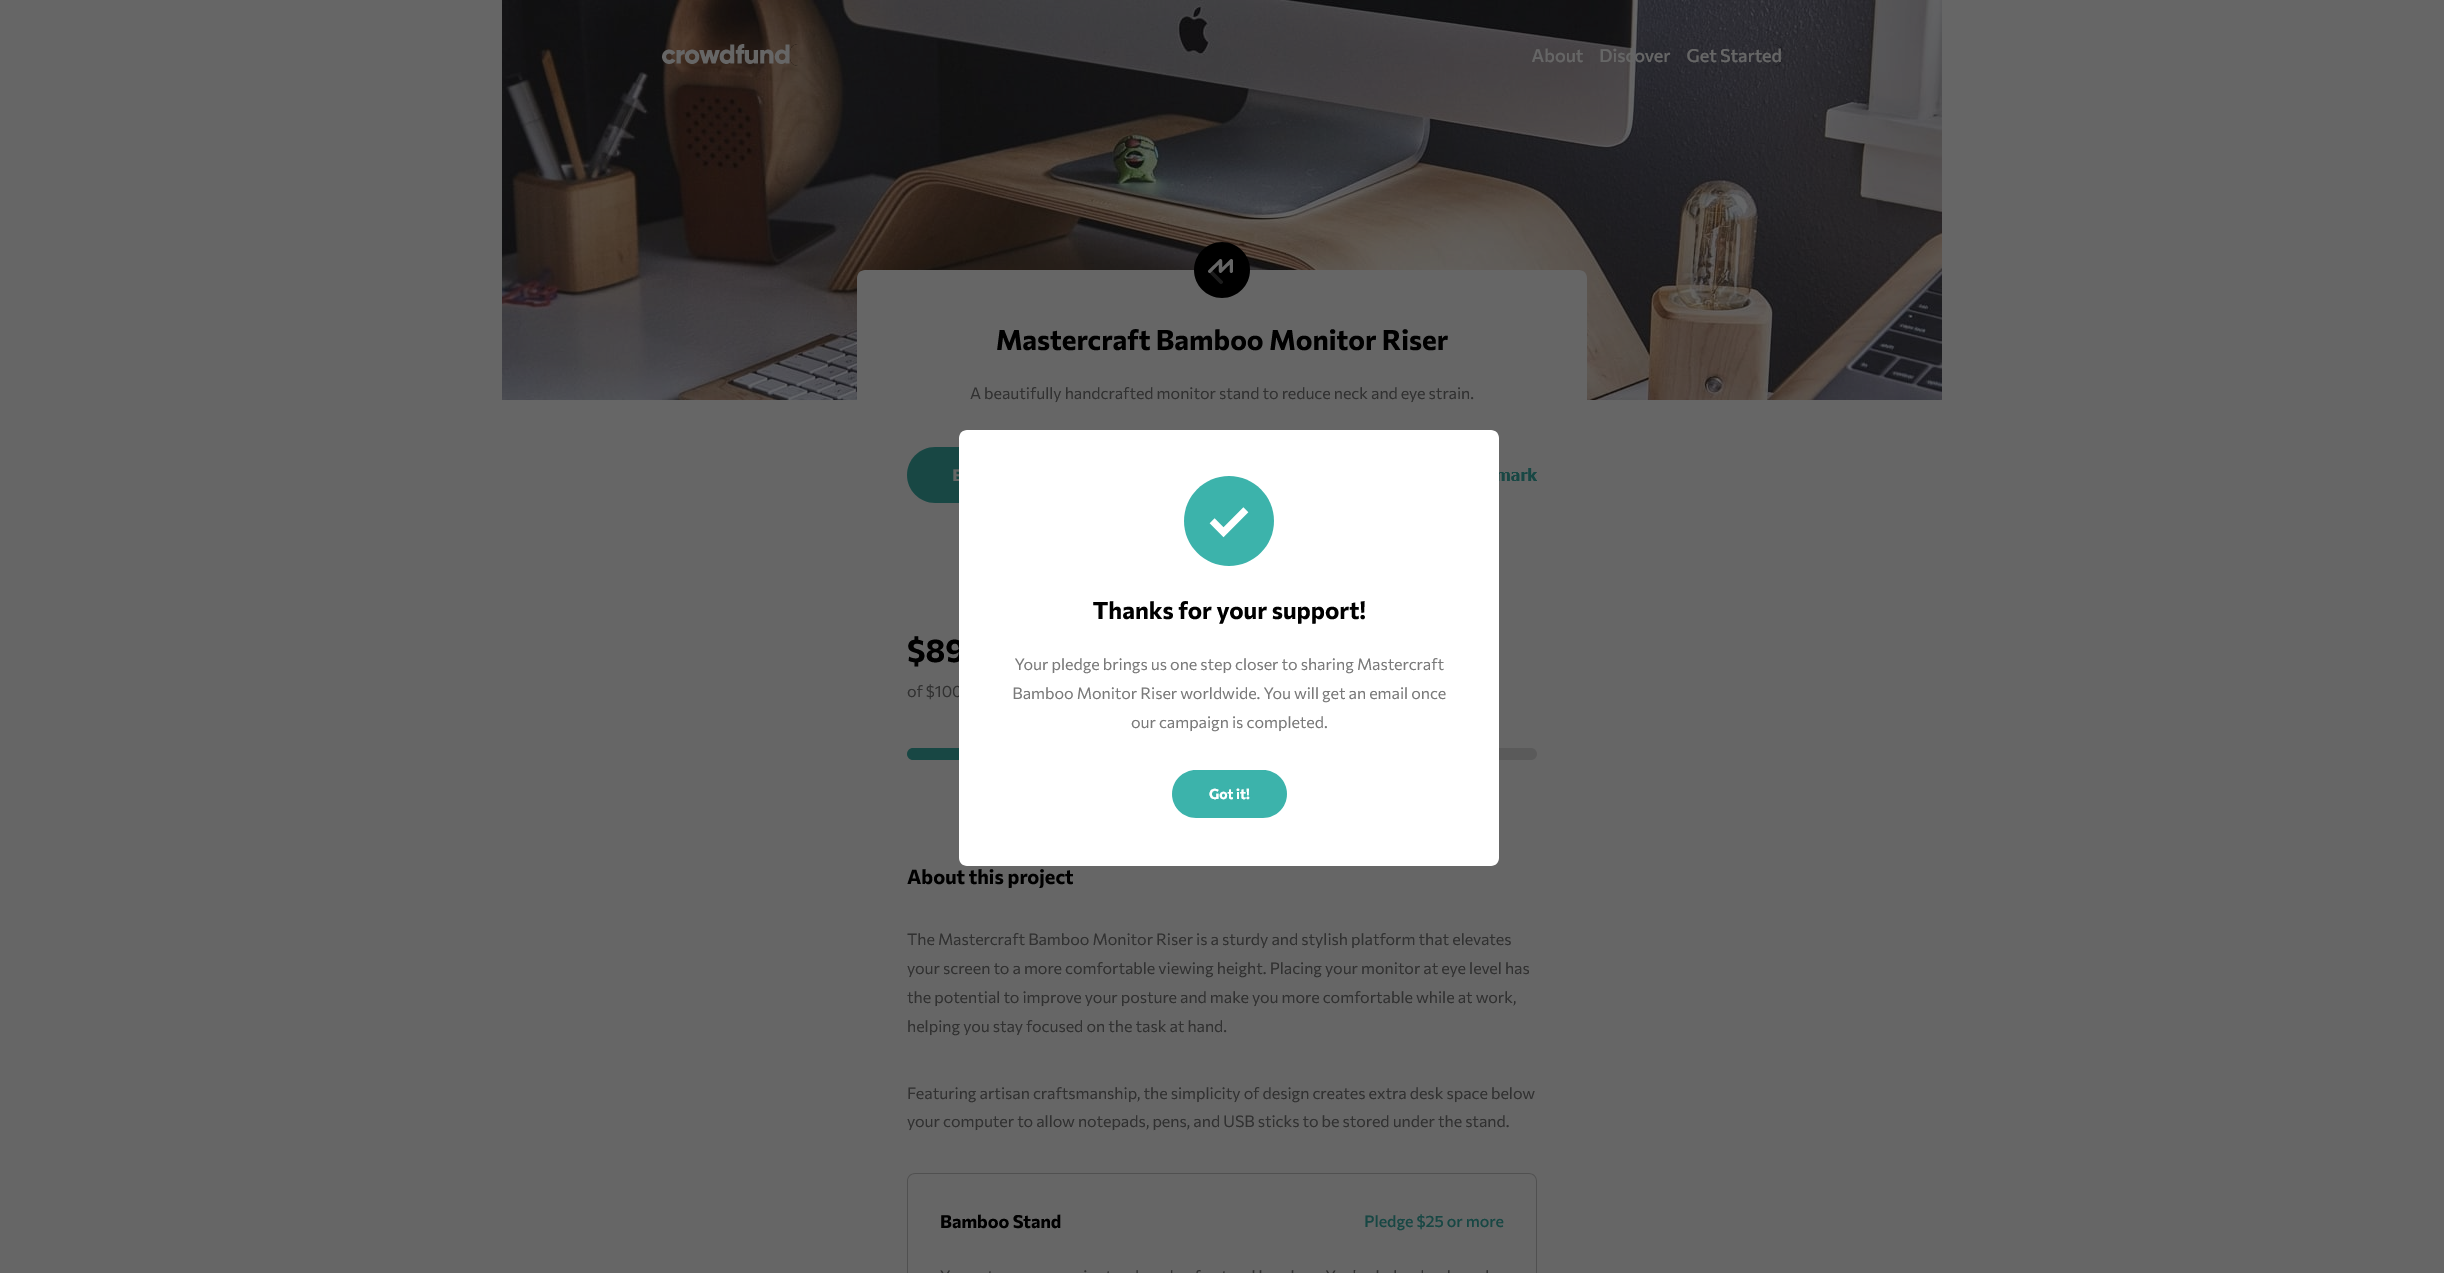 crowdfund
About Discover Get Started
Mastercraft Bamboo Monitor Riser
A beautifully handcrafted monitor stand to reduce neck and eye strain.
mark
Thanks for your support!
$89
of $100
Your pledge brings us one step closer to sharing Mastercraft
Bamboo Monitor Riser worldwide. You will get an email once
our campaign is completed.
Got it!
About this project
The Mastercraft Bamboo Monitor Riser is a sturdy and stylish platform that elevates
your screen to a more comfortable viewing height. Placing your monitor at eye level has
the potential to improve your posture and make you more comfortable while at work,
helping you stay focused on the task at hand.
Featuring artisan craftsmanship, the simplicity of design creates extra desk space below
your computer to allow notepads, pens, and USB sticks to be stored under the stand.
Bamboo Stand
Pledge $25 or more